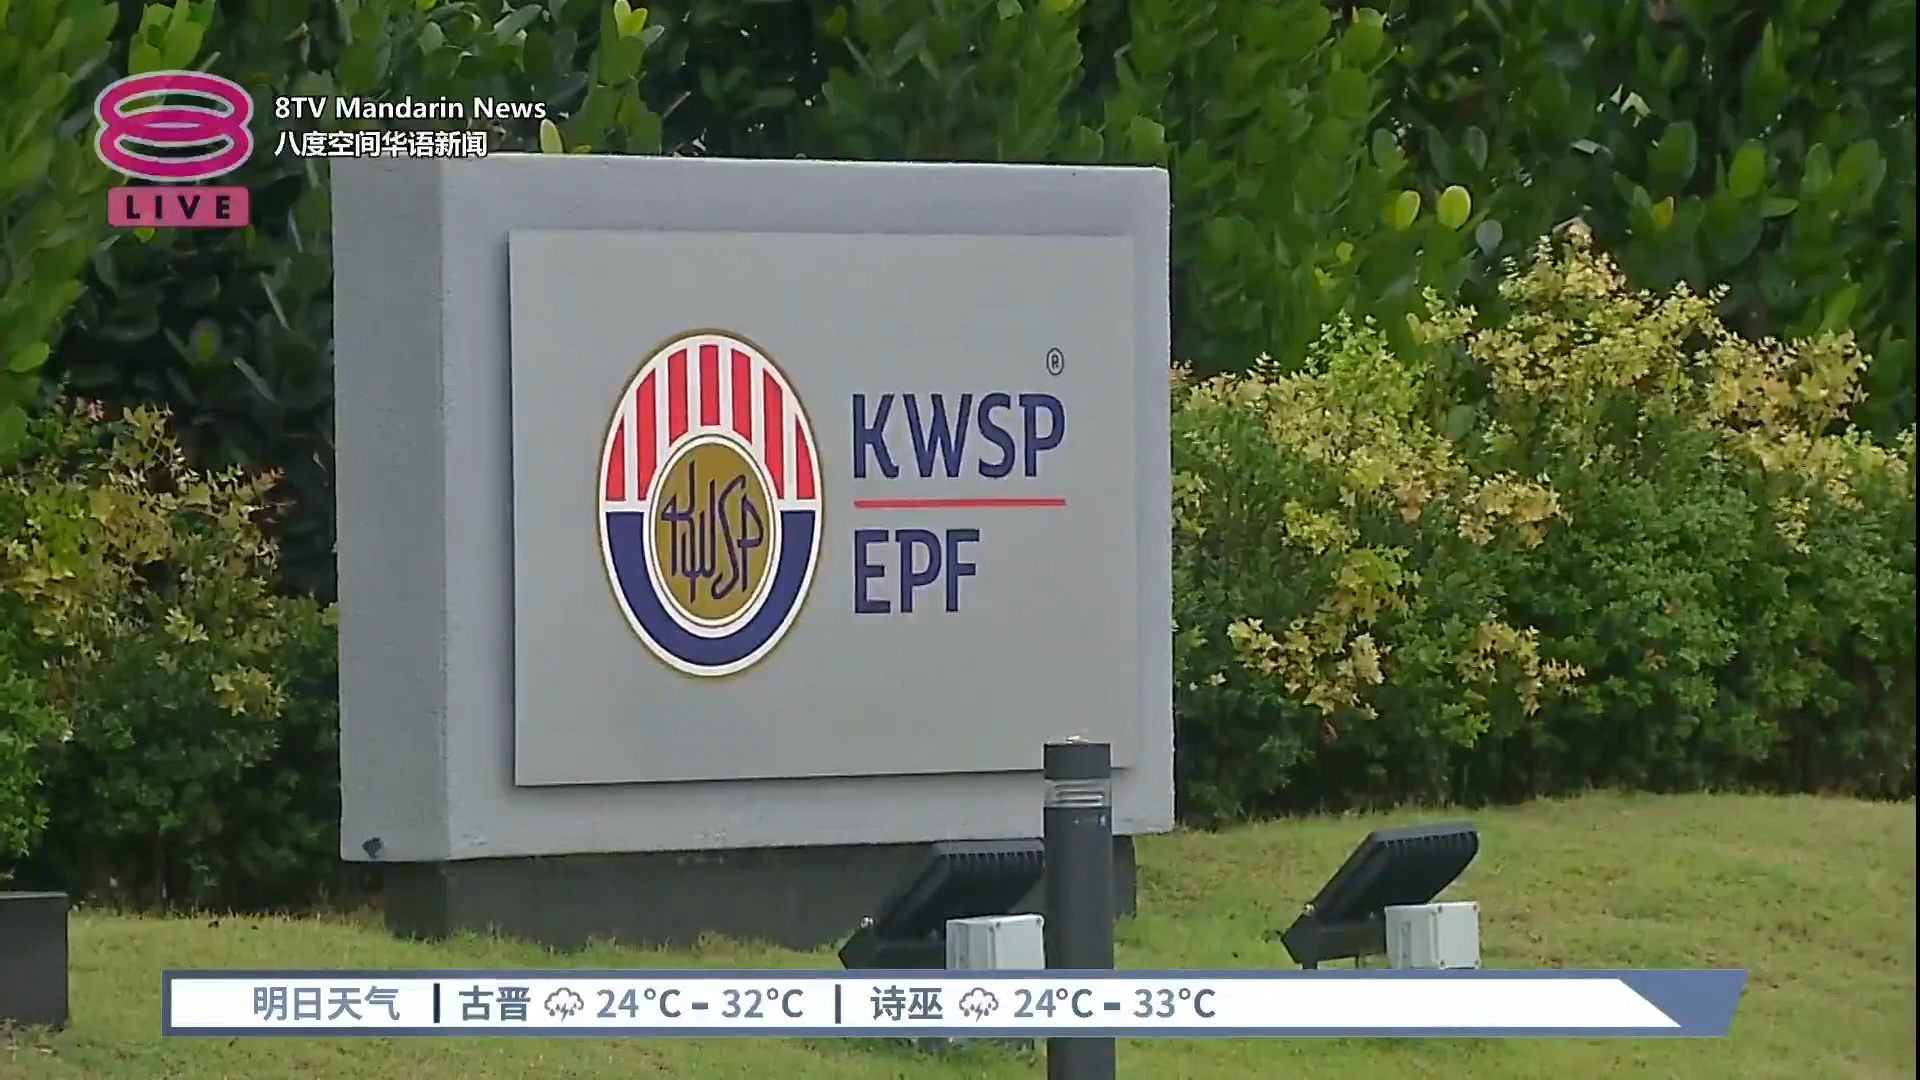 8TV Mandarin News
八度空间华语新闻
LIVE
®
KWSP
EPF
KWSP
明日天气 | 古晋 24°C - 32°C | 诗巫 24°C - 33°C